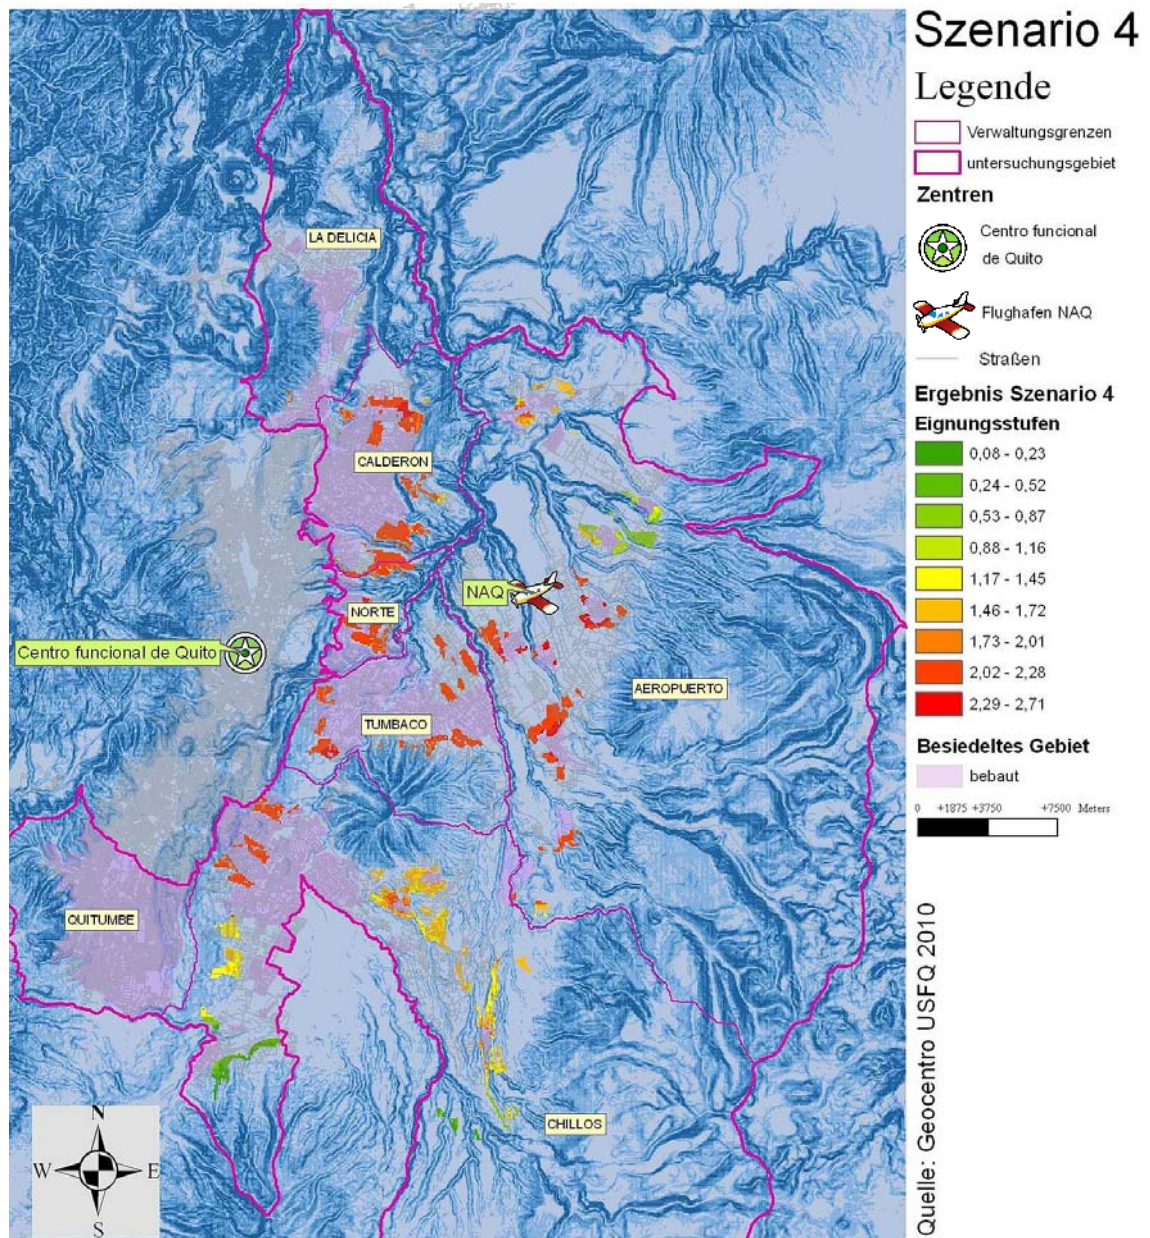 Szenario 4
Legende
Verwaltungsgrenzen
untersuchungsgebiet
Zentren
Centro funcional
de Quito
Flughafen NAQ
Straßen
Ergebnis Szenario 4
Eignungsstufen
0,08 - 0,23
0,24 - 0,52
0,53 - 0,87
0,88 - 1,16
1,17 - 1,45
1,46 - 1,72
1,73 - 2,01
2,02 - 2,28
2,29 - 2,71
Besiedeltes Gebiet
bebaut
0 +1875 +3750 +7500 Meters
Quelle: Geocentro USFQ 2010
LA DELICIA
CALDERON
NAQ
NORTE
Centro funcional de Quito
AEROPUERTO
TUMBACO
QUITUMBE
CHILLOS
N
W E
S